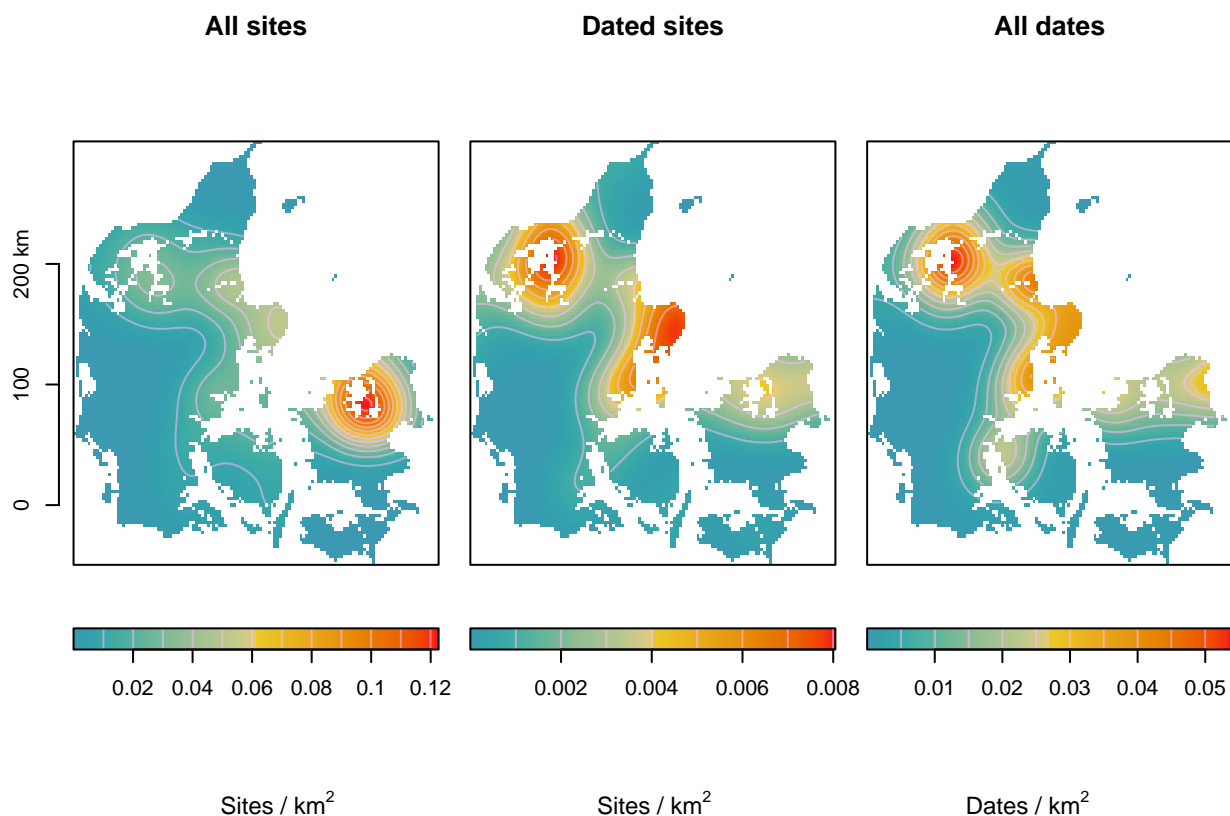 All sites
Dated sites
All dates
0 100 200 km
0.02 0.04 0.06 0.08 0.1 0.12
0.002 0.004 0.006 0.008
0.01 0.02 0.03 0.04 0.05
Sites / km²
Sites / km²
Dates / km²